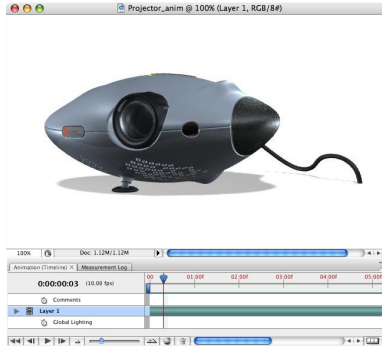 Projector_anim @ 100% (Layer 1, RGB/8#)
100% Doc: 1.12M/1.12M
Animation (Timeline) × Measurement Log
0:00:00:03 (10.00 fps) 00 01:00f 02:00f 03:00f 04:00f 05:00f
Comments
Layer 1
Global Lighting